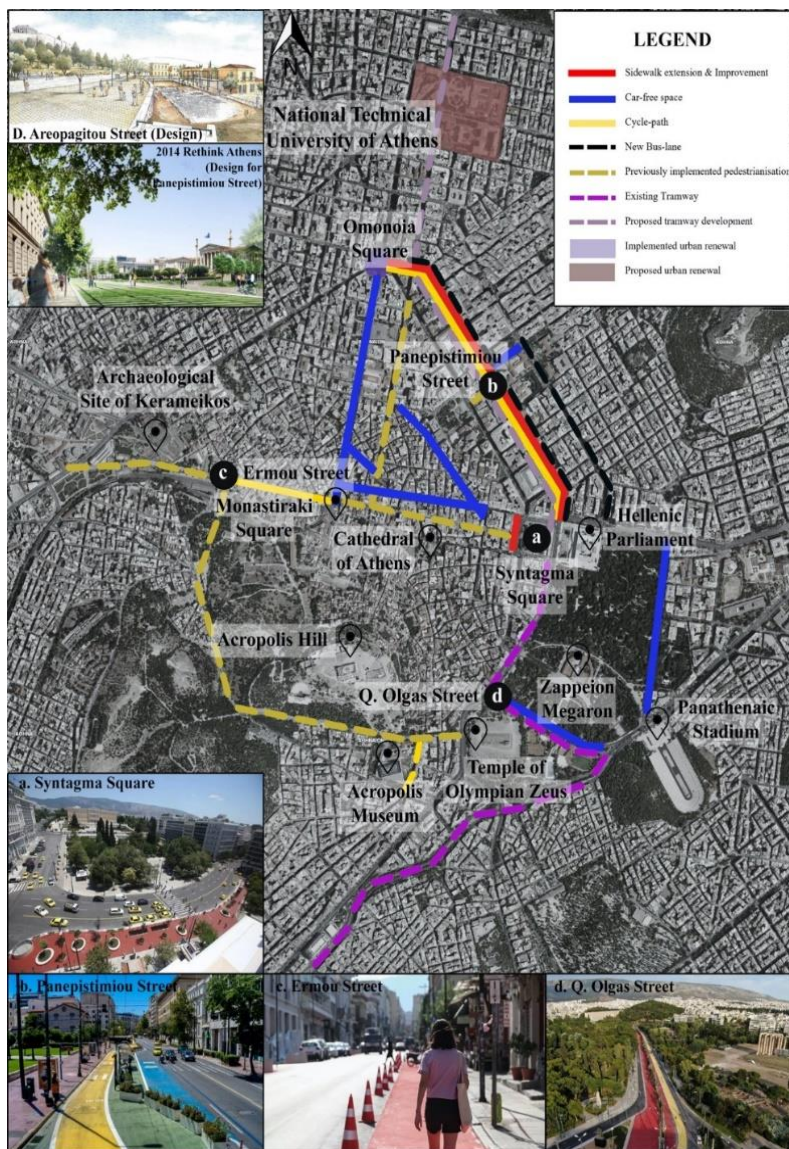 D. Areopagitou Street (Design)
2014 Rethink Athens
(Design for
Panepistimiou Street)
N
LEGEND
Sidewalk extension & Improvement
Car-free space
Cycle-path
New Bus-lane
Previously implemented pedestrianisation
Existing Tramway
Proposed tramway development
Implemented urban renewal
Proposed urban renewal
National Technical
University of Athens
Omonoia
Square
Panepistimiou
Street
b
Archaeological
Site of Kerameikos
c
Ermou Street
Monastiraki
Square
Cathedral
of Athens
a
Syntagma
Square
Hellenic
Parliament
Acropolis Hill
Q. Olgas Street
d
Zappeion
Megaron
Panathenaic
Stadium
Temple of
Olympian Zeus
Acropolis
Museum
a. Syntagma Square
b. Panepistimiou Street
c. Ermou Street
d. Q. Olgas Street